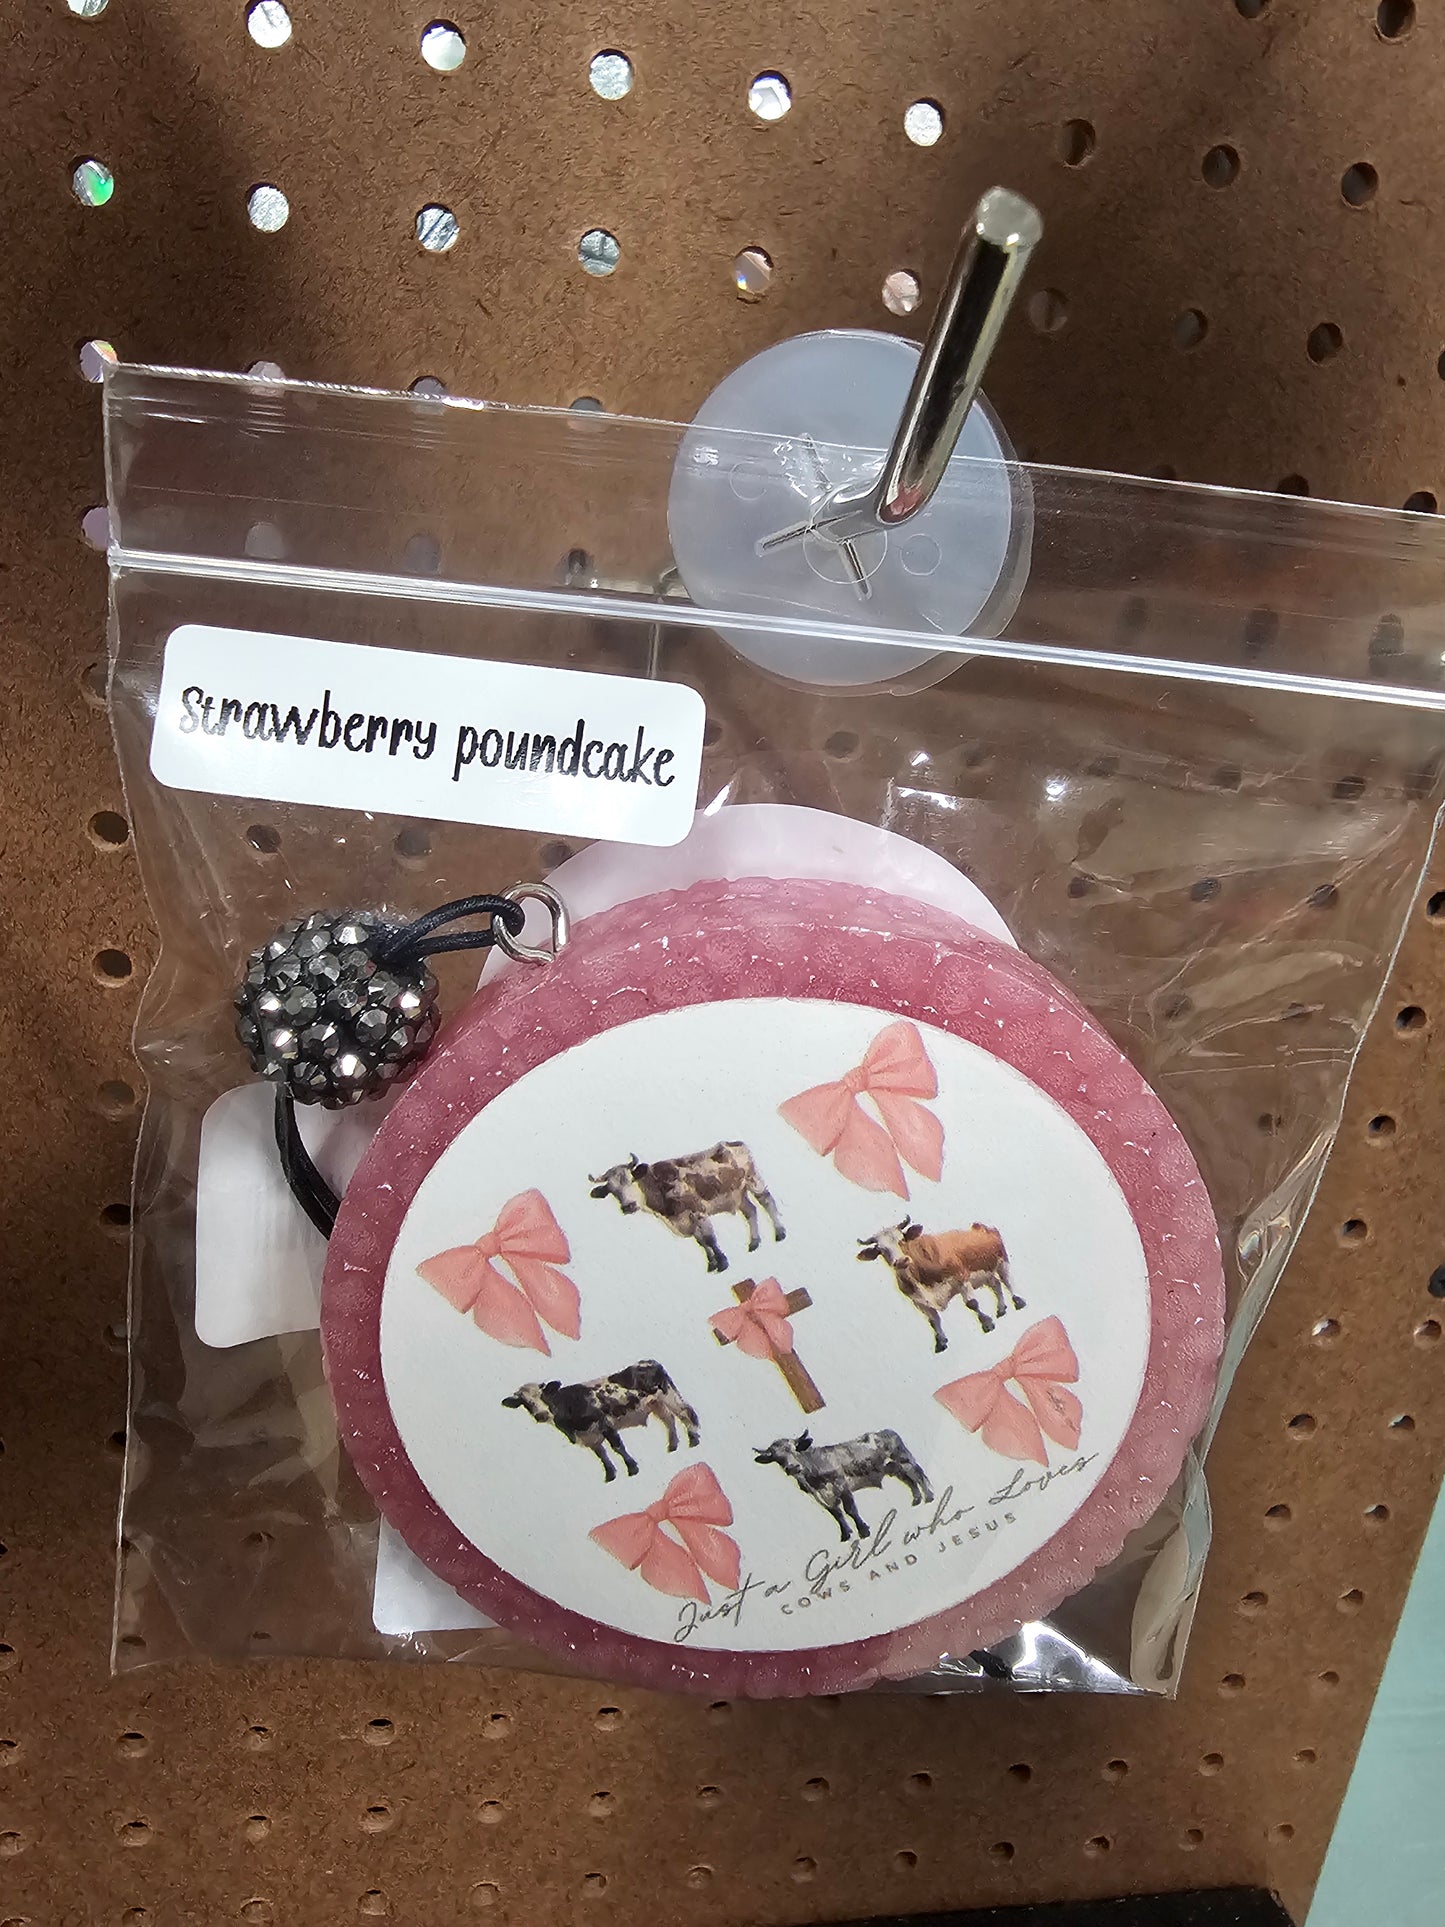 strawberry poundcake
Just a Girl who Loves
COWS AND JESUS